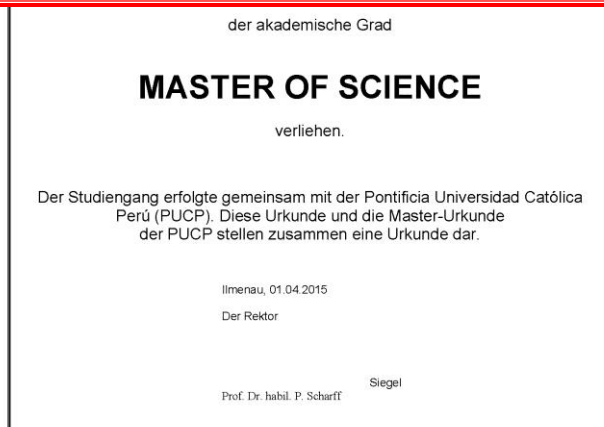 der akademische Grad
MASTER OF SCIENCE
verliehen.
Der Studiengang erfolgte gemeinsam mit der Pontificia Universidad Católica
Perú (PUCP). Diese Urkunde und die Master-Urkunde
der PUCP stellen zusammen eine Urkunde dar.
Ilmenau, 01.04.2015
Der Rektor
Siegel
Prof. Dr. habil. P. Scharff